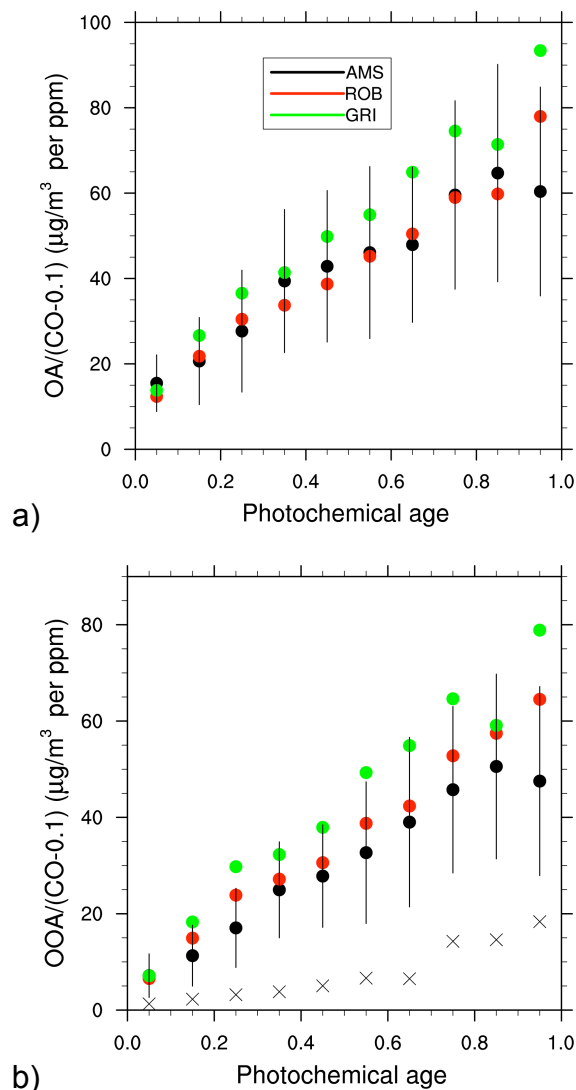 100
80
60
40
20
0
OA/(CO-0.1) (μg/m³ per ppm)
AMS
ROB
GRI
0.0 0.2 0.4 0.6 0.8 1.0
Photochemical age
a)
80
60
40
20
0
OOA/(CO-0.1) (μg/m³ per ppm)
0.0 0.2 0.4 0.6 0.8 1.0
Photochemical age
b)